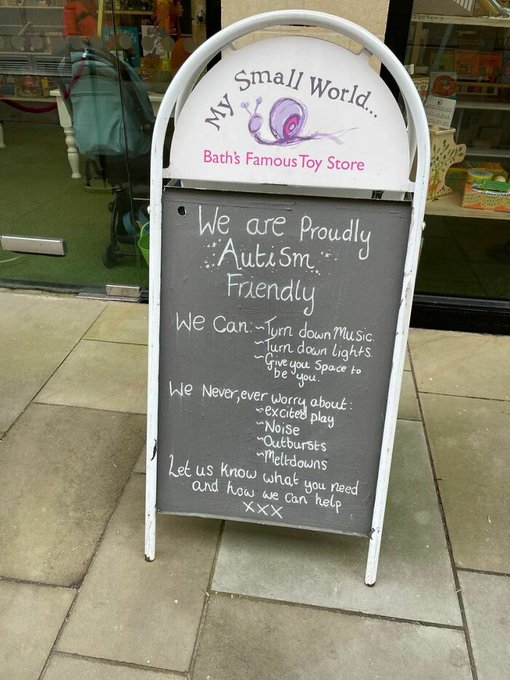 My Small World...
Bath's Famous Toy Store
We are Proudly
Autism
Friendly
We Can: ~Turn down Music
~Turn down lights
~Give you Space to
be you.
We Never, ever worry about:
~excited play
~Noise
~Outbursts
~Meltdowns
Let us know what you need
and how we can help
xxx